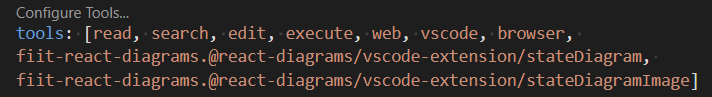 Configure Tools...
tools: [read, search, edit, execute, web, vscode, browser,
fiit-react-diagrams.@react-diagrams/vscode-extension/stateDiagram,
fiit-react-diagrams.@react-diagrams/vscode-extension/stateDiagramImage]